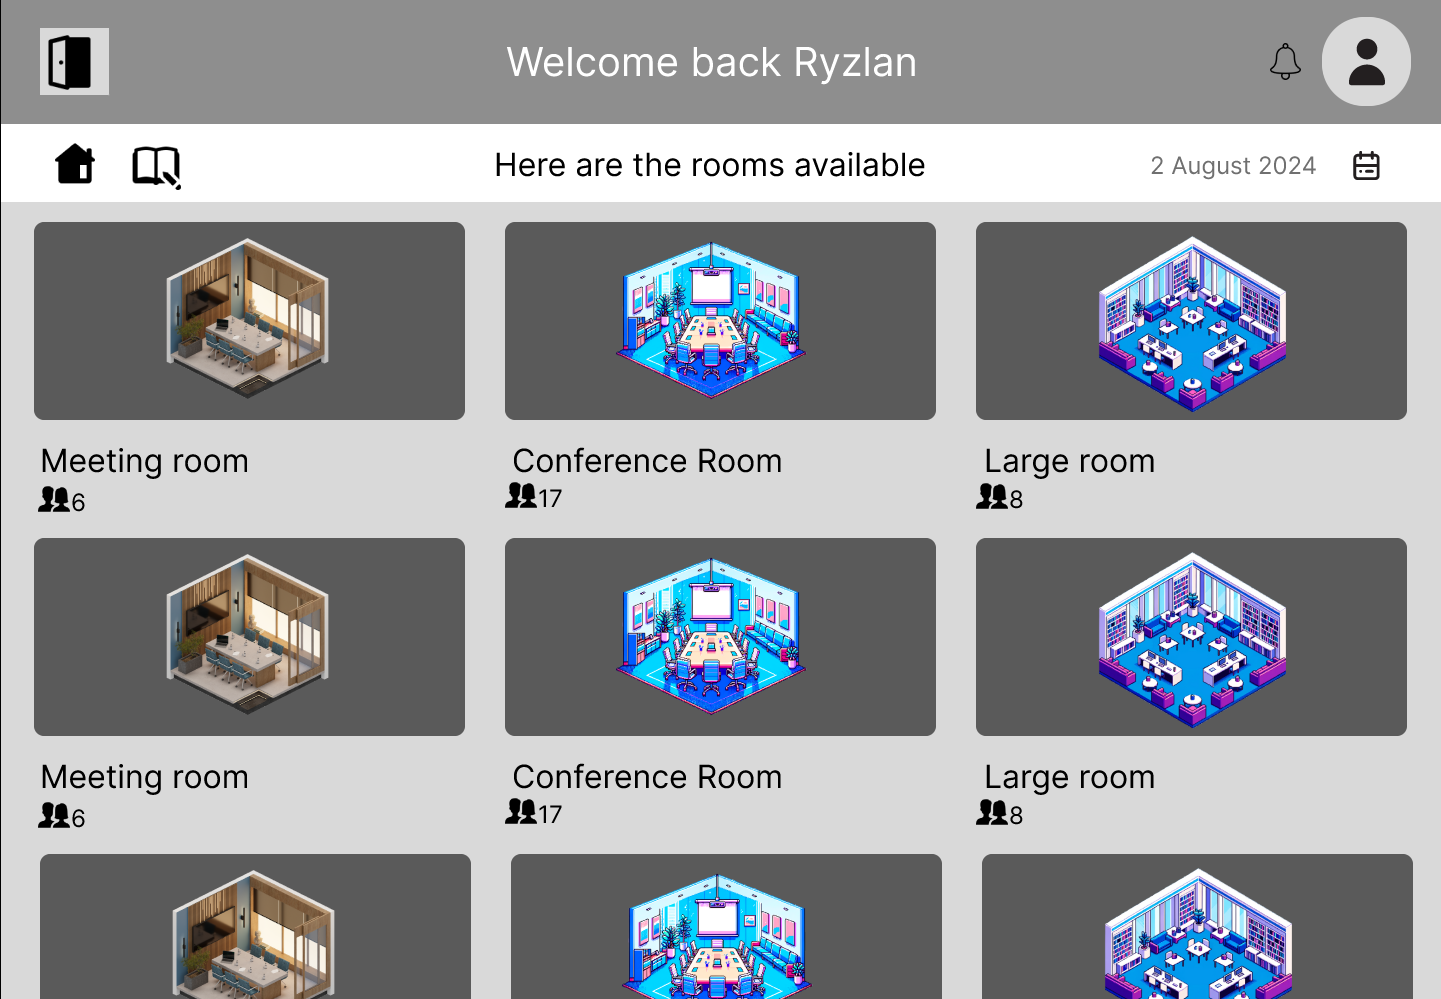 Welcome back Ryzlan
Here are the rooms available
2 August 2024
Meeting room
6
Conference Room
17
Large room
8
Meeting room
6
Conference Room
17
Large room
8